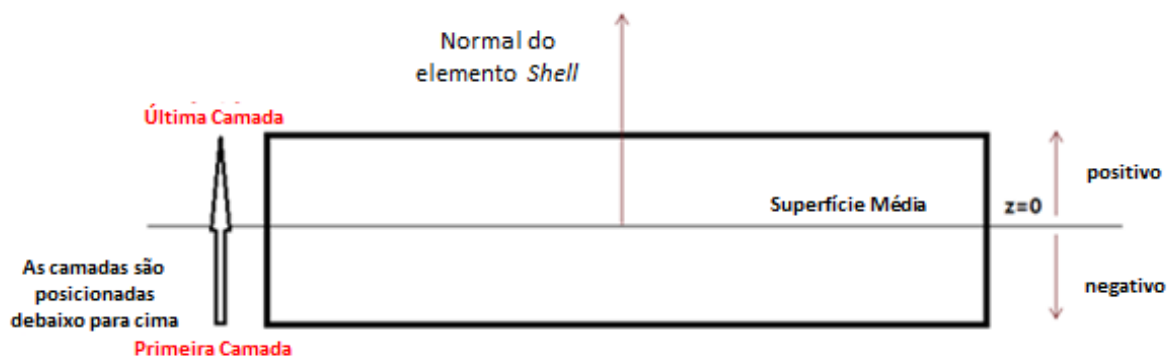 Normal do
elemento Shell
Última Camada
positivo
Superfície Média
z=0
As camadas são
posicionadas
debaixo para cima
negativo
Primeira Camada